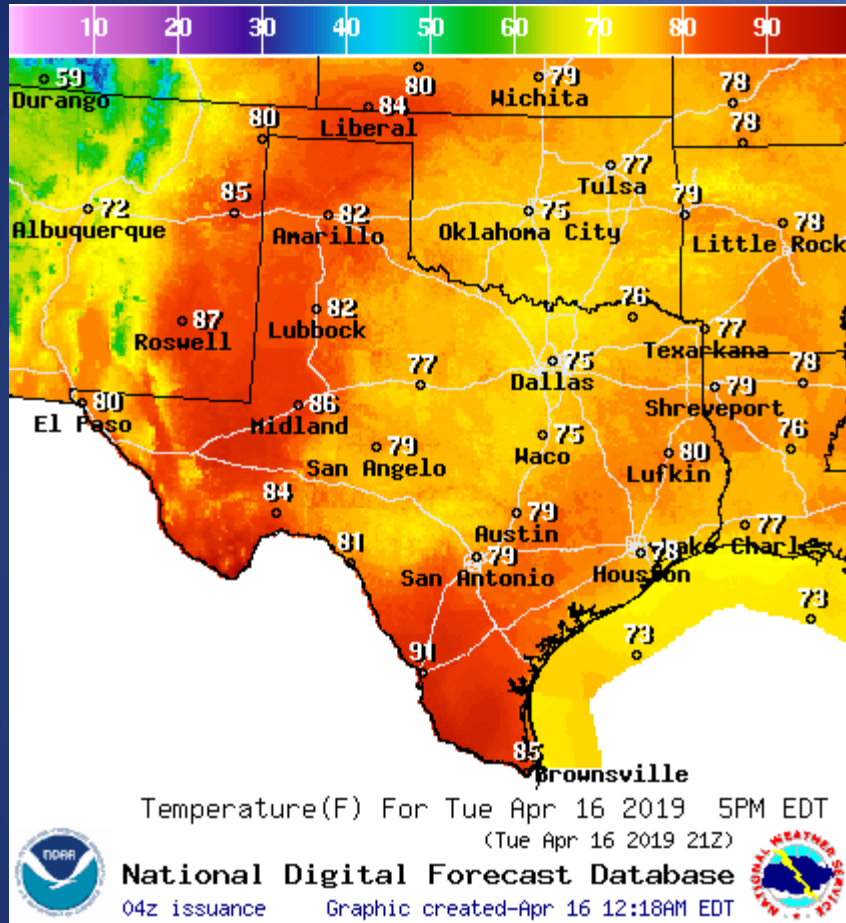 10 20 30 40 50 60 70 80 90
59
Durango
80
79
Wichita
78
84
Liberal
80
78
77
Tulsa
85
72
Albuquerque
82
Amarillo
75
Oklahoma City
79
78
Little Rock
87
Roswell
82
Lubbock
76
77
Texarkana
77
75
Dallas
78
79
Shreveport
80
El Paso
86
Midland
79
San Angelo
75
Waco
80
Lufkin
76
84
79
Austin
77
Lake Charles
81
79
San Antonio
78
Houston
73
73
91
85
Brownsville
Temperature(F) For Tue Apr 16 2019 5PM EDT
(Tue Apr 16 2019 21Z)
NOAA
National Digital Forecast Database
04z issuance Graphic created-Apr 16 12:18AM EDT
NATIONAL WEATHER SERVICE